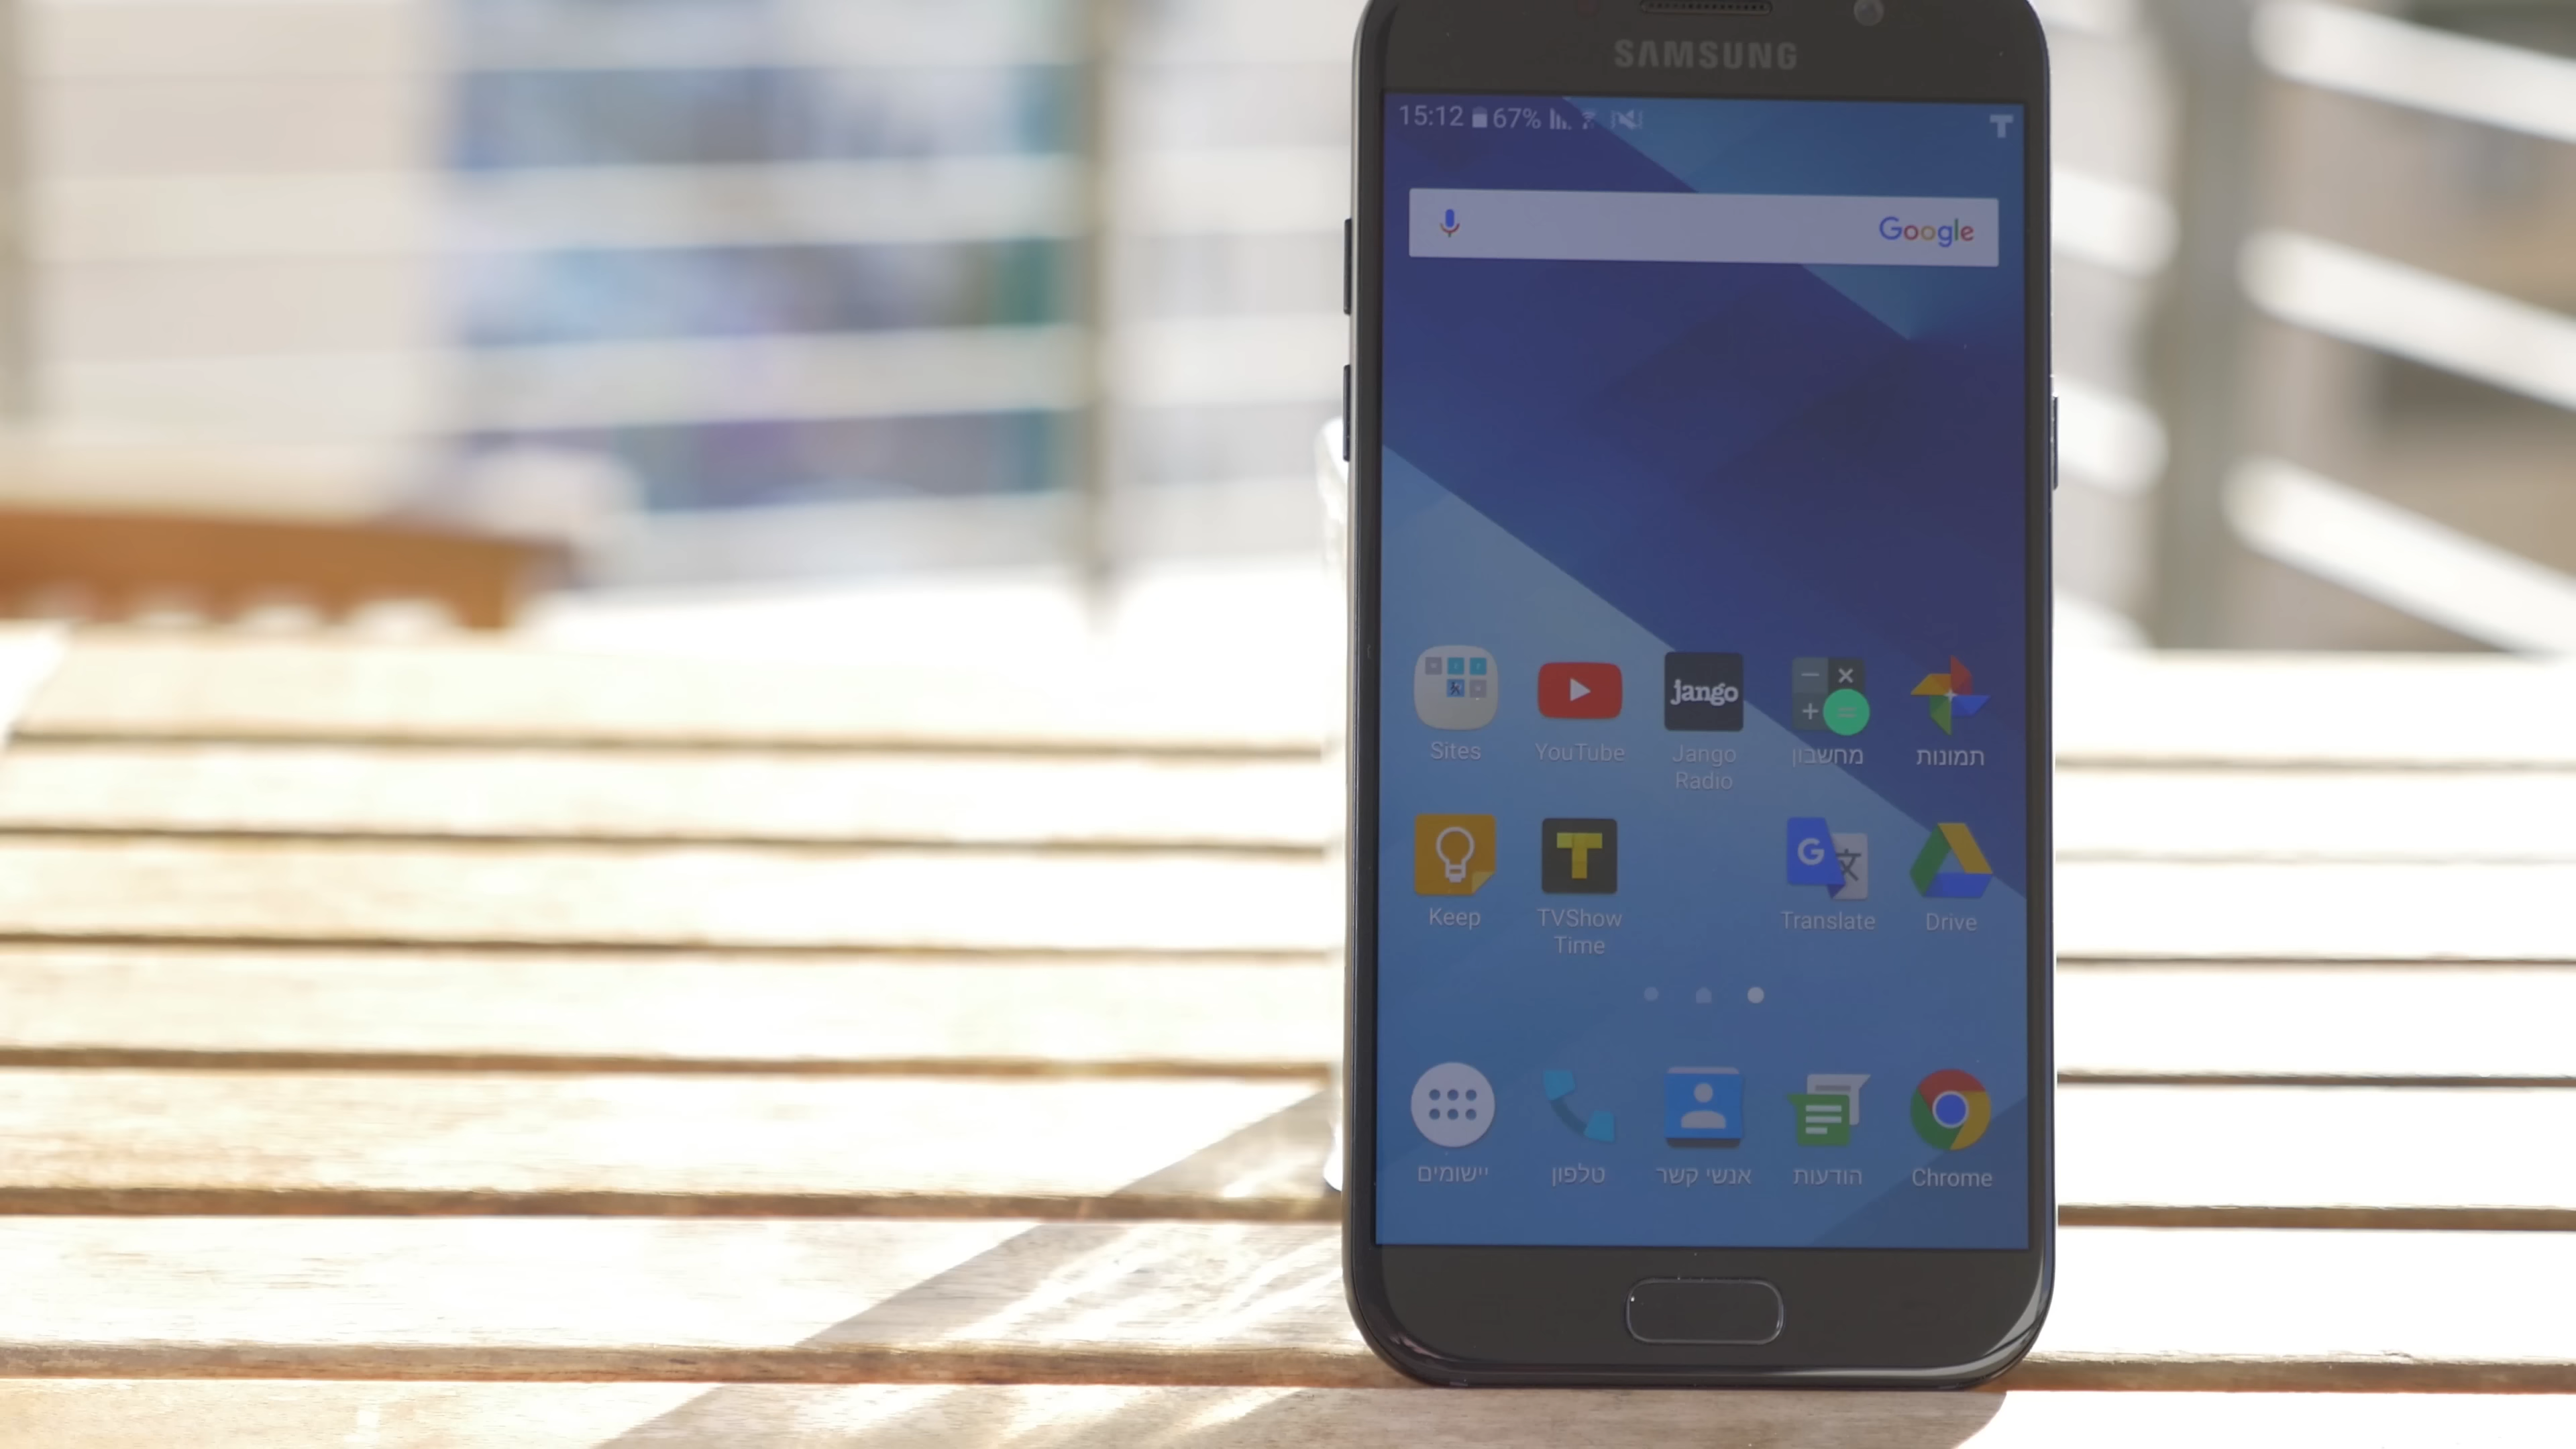 SAMSUNG
15:12 67%
T
Google
jango
Sites
YouTube
Jango
Radio
מחשבון
תמונות
T
G
文
Keep
TVShow
Time
Translate
Drive
יישומים
טלפון
אנשי קשר
הודעות
Chrome